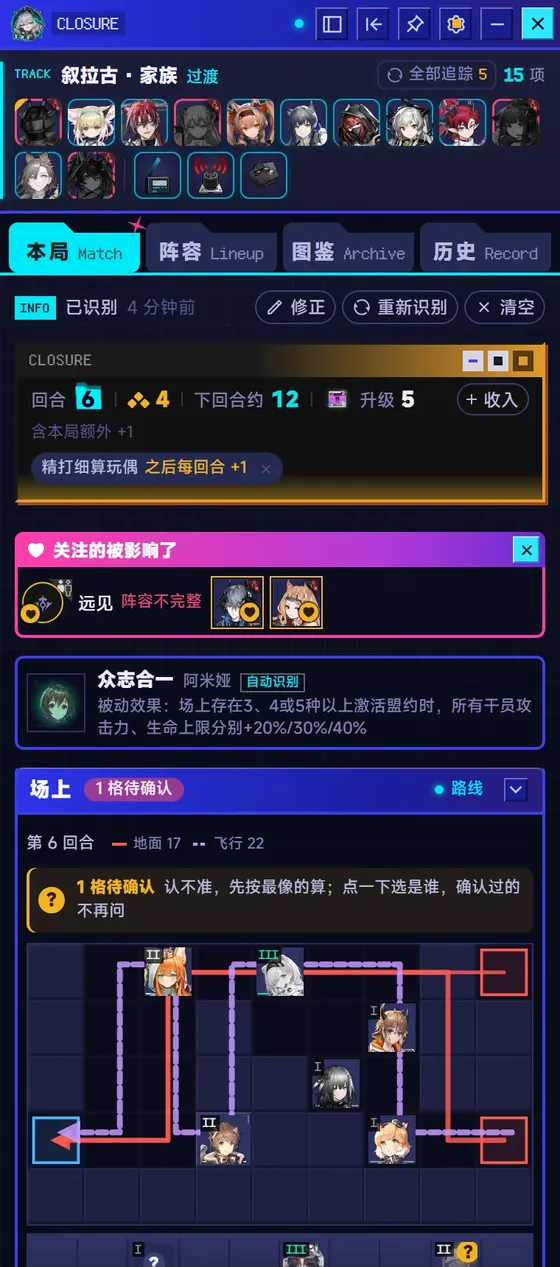 CLOSURE
TRACK 叙拉古·家族 过渡 全部追踪 5 15 项
本局 Match 阵容 Lineup 图鉴 Archive 历史 Record
INFO 已识别 4 分钟前 修正 重新识别 清空
CLOSURE
回合 6 4 下回合约 12 升级 5 + 收入
含本局额外 +1
精打细算玩偶 之后每回合 +1 ×
关注的被影响了
远见 阵容不完整
众志合一 阿米娅 自动识别
被动效果：场上存在3、4或5种以上激活盟约时，所有干员攻
击力、生命上限分别+20%/30%/40%
场上 1 格待确认 路线
第 6 回合 地面 17 飞行 22
? 1 格待确认 认不准，先按最像的算；点一下选是谁，确认过的
不再问
II III
I
I
II I
I ? III II ?